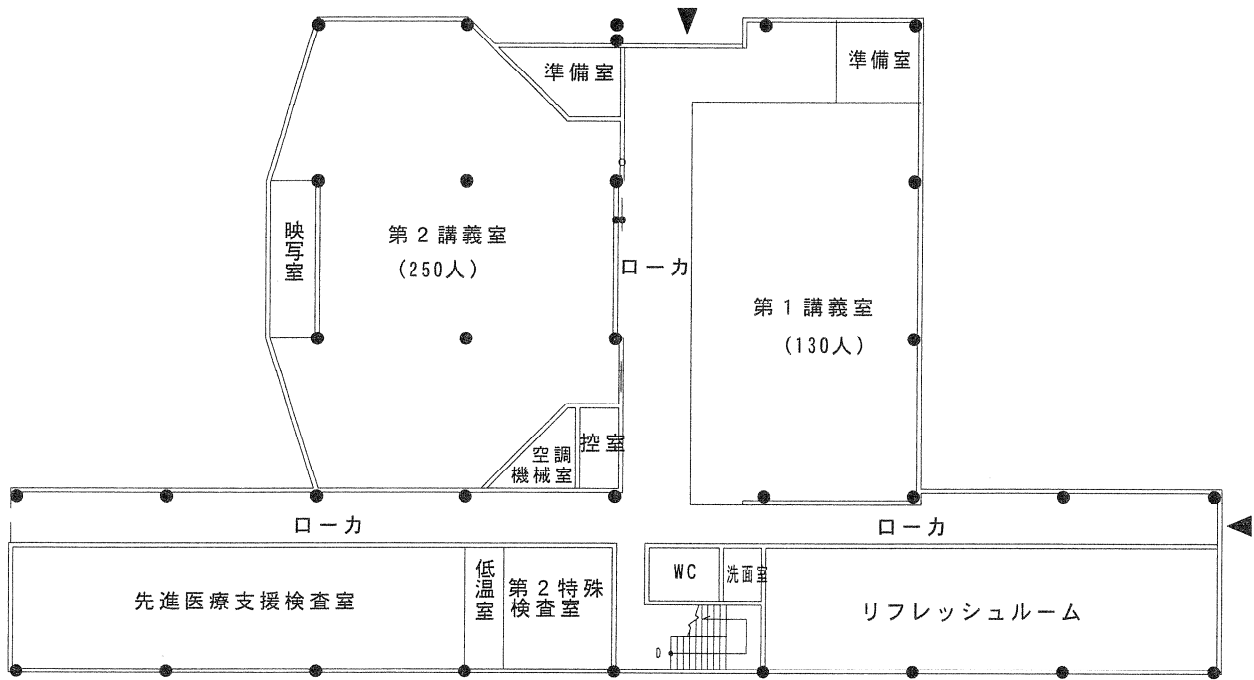 準備室
準備室
映写室
第2講義室
(250人)
ローカ
第1講義室
(130人)
控室
空調
機械室
ローカ
ローカ
先進医療支援検査室
低温室
第2特殊
検査室
WC
洗面室
リフレッシュルーム
D